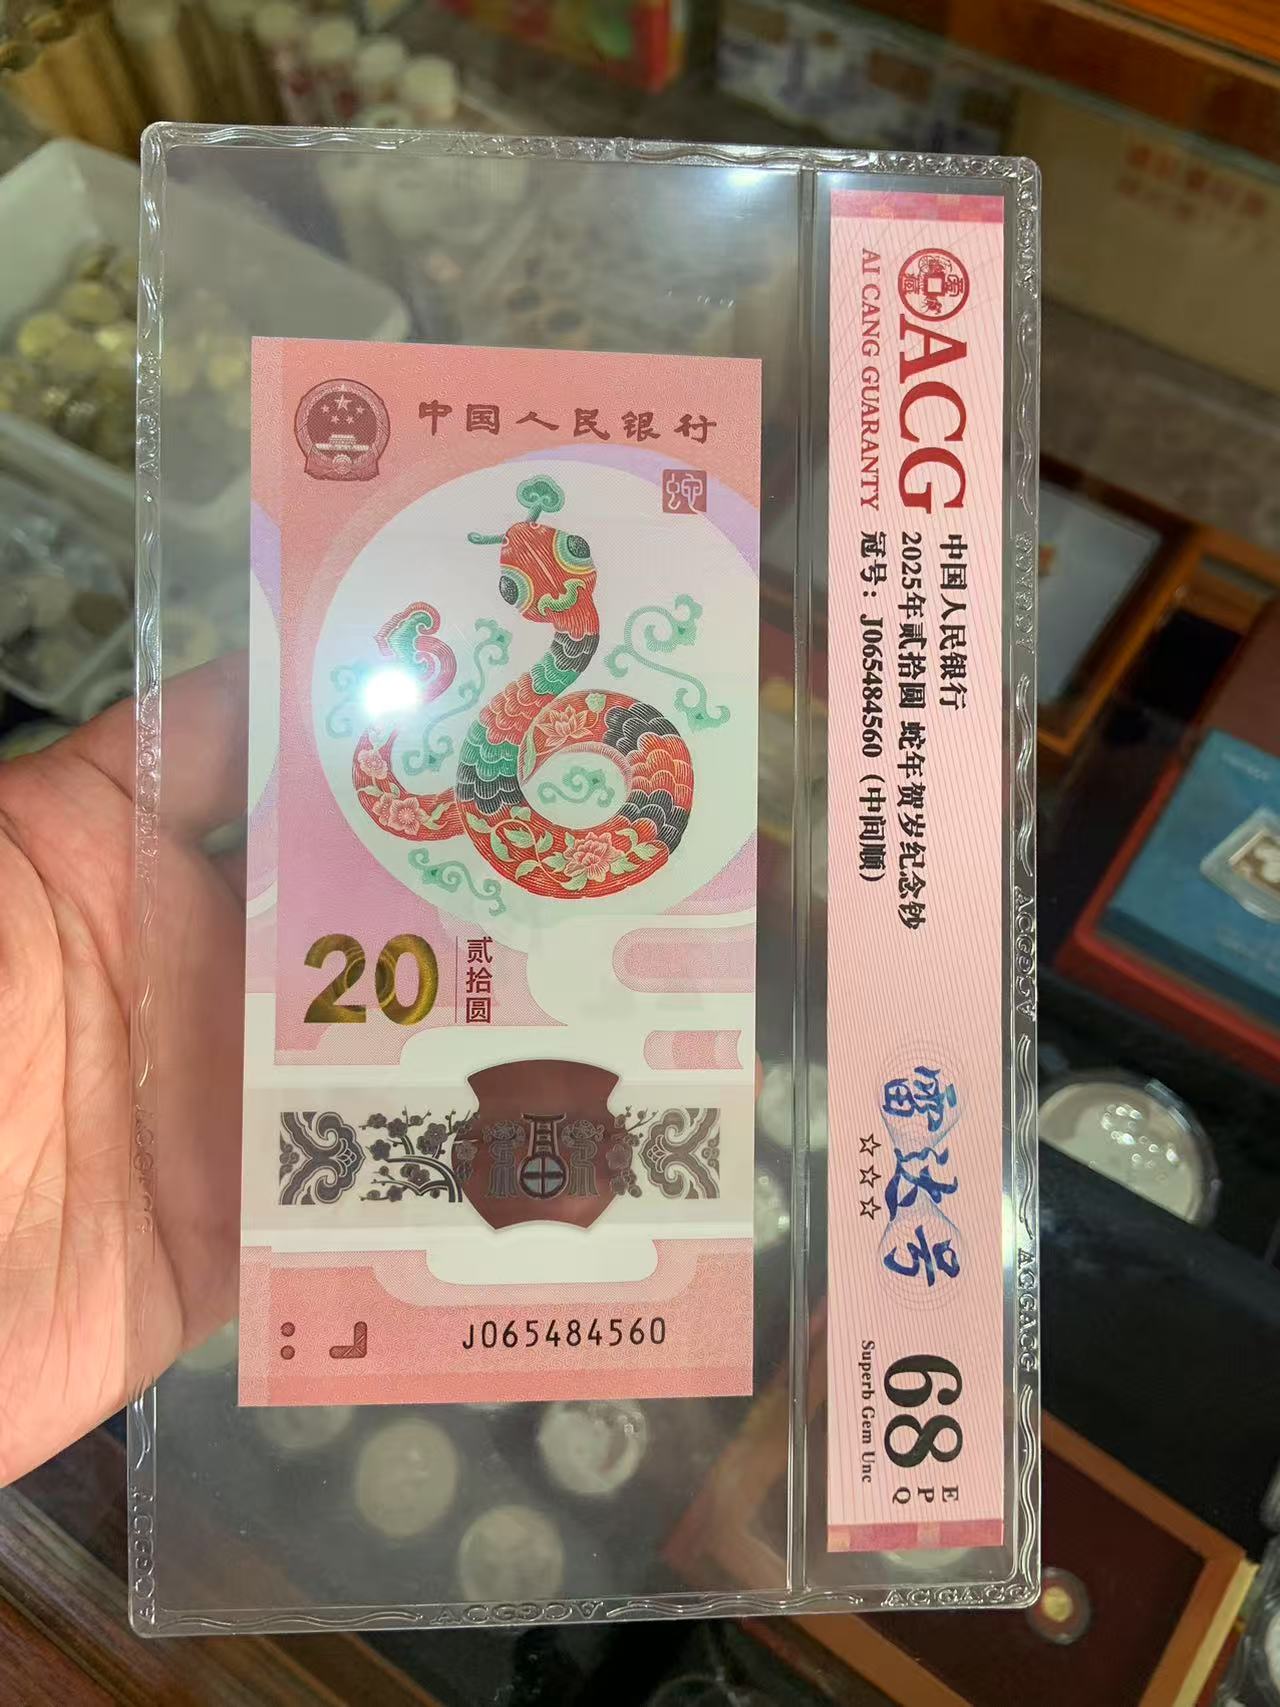 中国人民银行
蛇
20
贰拾圆
福
J065484560
ACG
AI CANG GUARANTY
中国人民银行
2025年贰拾圆 蛇年贺岁纪念钞
冠号：J065484560（中间顺）
雷达号
☆☆☆
68
EPQ
Superb Gem Unc